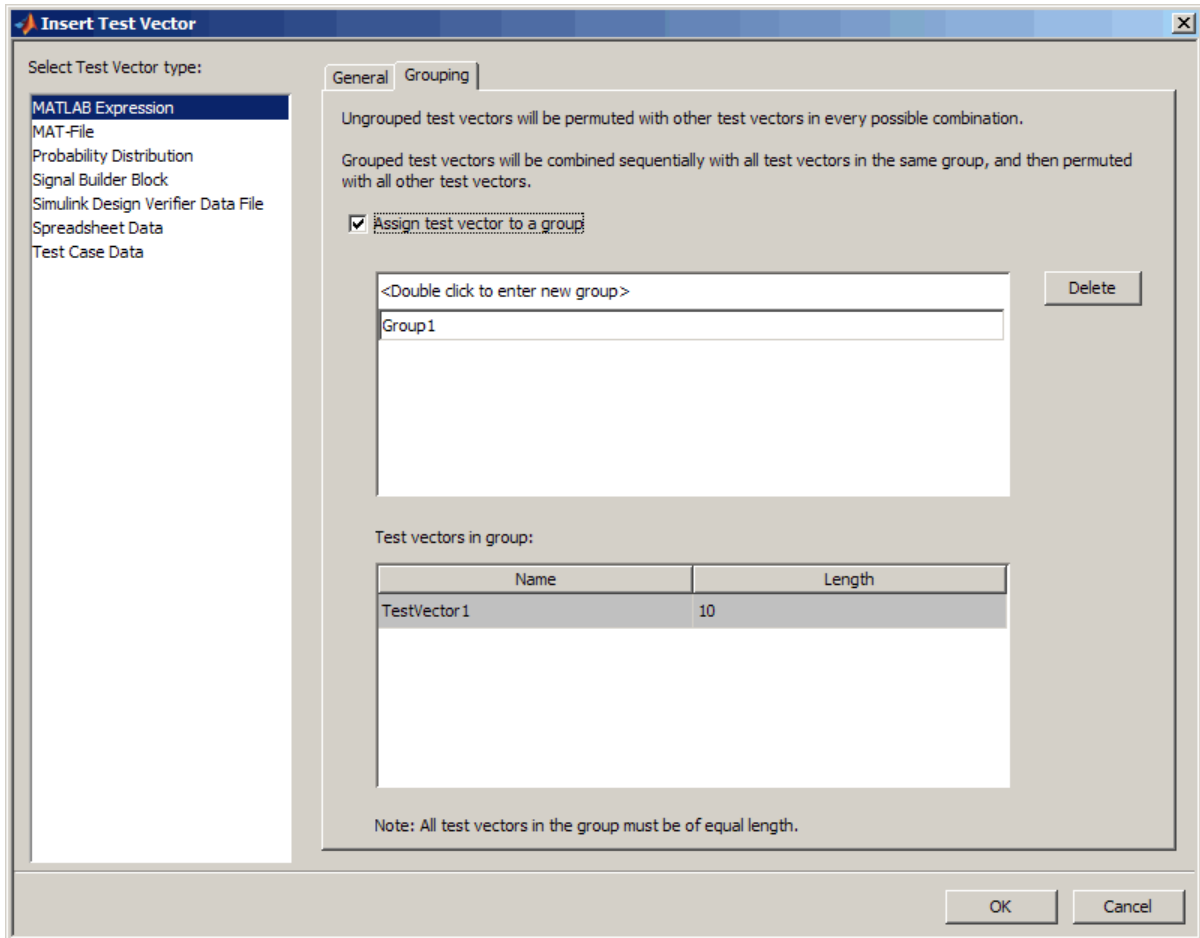 Insert Test Vector
Select Test Vector type:
MATLAB Expression
MAT-File
Probability Distribution
Signal Builder Block
Simulink Design Verifier Data File
Spreadsheet Data
Test Case Data
General
Grouping
Ungrouped test vectors will be permuted with other test vectors in every possible combination.
Grouped test vectors will be combined sequentially with all test vectors in the same group, and then permuted
with all other test vectors.
Assign test vector to a group
<Double click to enter new group>
Group1
Delete
Test vectors in group:
Name Length
TestVector1 10
Note: All test vectors in the group must be of equal length.
OK Cancel